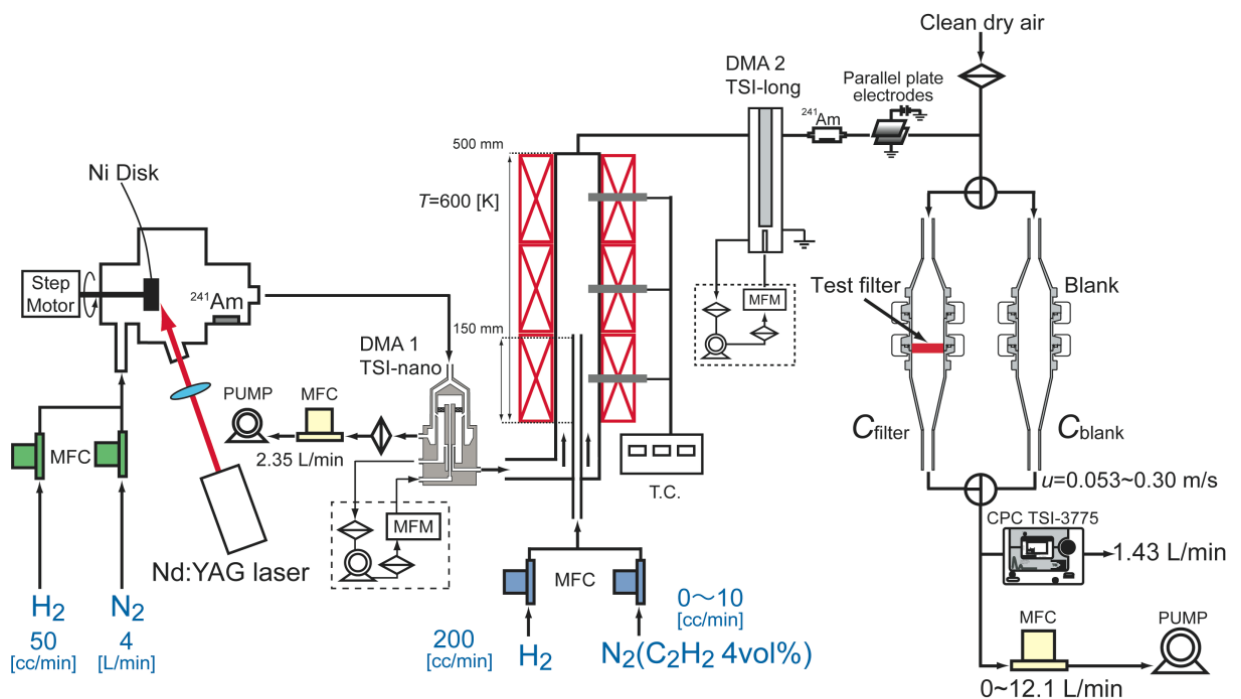 Clean dry air
DMA 2
TSI-long
Parallel plate
electrodes
²⁴¹Am
500 mm
T=600 [K]
150 mm
Ni Disk
Step
Motor
²⁴¹Am
DMA 1
TSI-nano
PUMP
MFC
2.35 L/min
MFC
MFM
MFM
Nd:YAG laser
T.C.
Test filter
Blank
Cfilter
Cblank
u=0.053~0.30 m/s
CPC TSI-3775
1.43 L/min
MFC
PUMP
0~12.1 L/min
MFC
H₂
50
[cc/min]
N₂
4
[L/min]
200
[cc/min]
H₂
0～10
[cc/min]
N₂(C₂H₂ 4vol%)